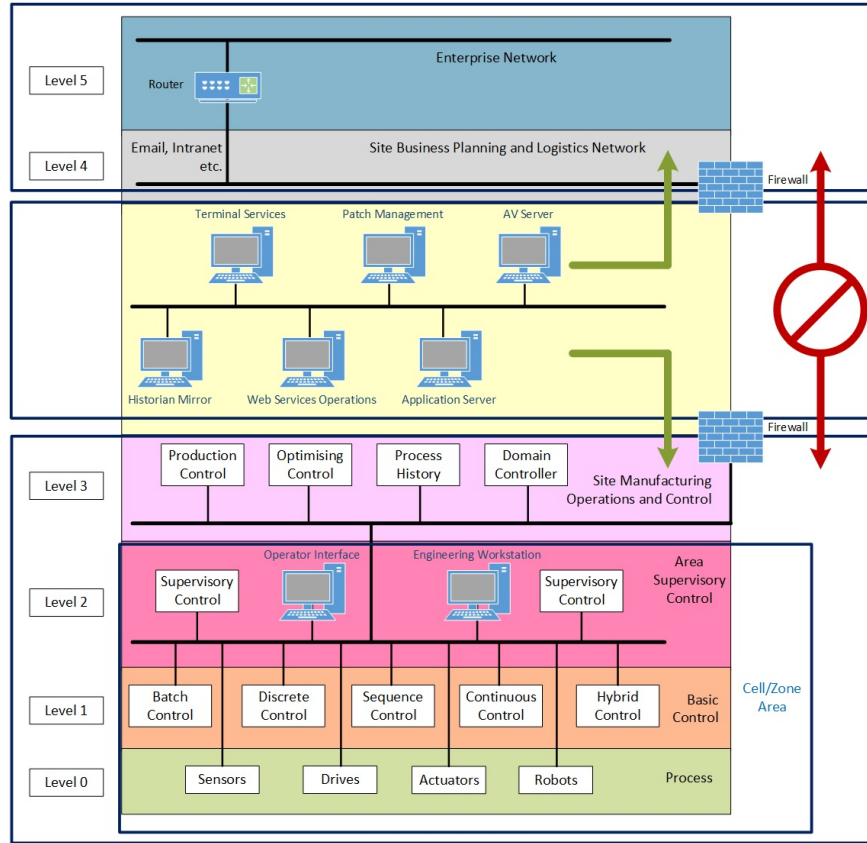 Enterprise Network
Level 5
Router
Level 4
Email, Intranet
etc.
Site Business Planning and Logistics Network
Firewall
Terminal Services
Patch Management
AV Server
Historian Mirror
Web Services Operations
Application Server
Firewall
Level 3
Production
Control
Optimising
Control
Process
History
Domain
Controller
Site Manufacturing
Operations and Control
Operator Interface
Engineering Workstation
Area
Supervisory
Control
Level 2
Supervisory
Control
Supervisory
Control
Level 1
Batch
Control
Discrete
Control
Sequence
Control
Continuous
Control
Hybrid
Control
Basic
Control
Cell/Zone
Area
Level 0
Sensors
Drives
Actuators
Robots
Process